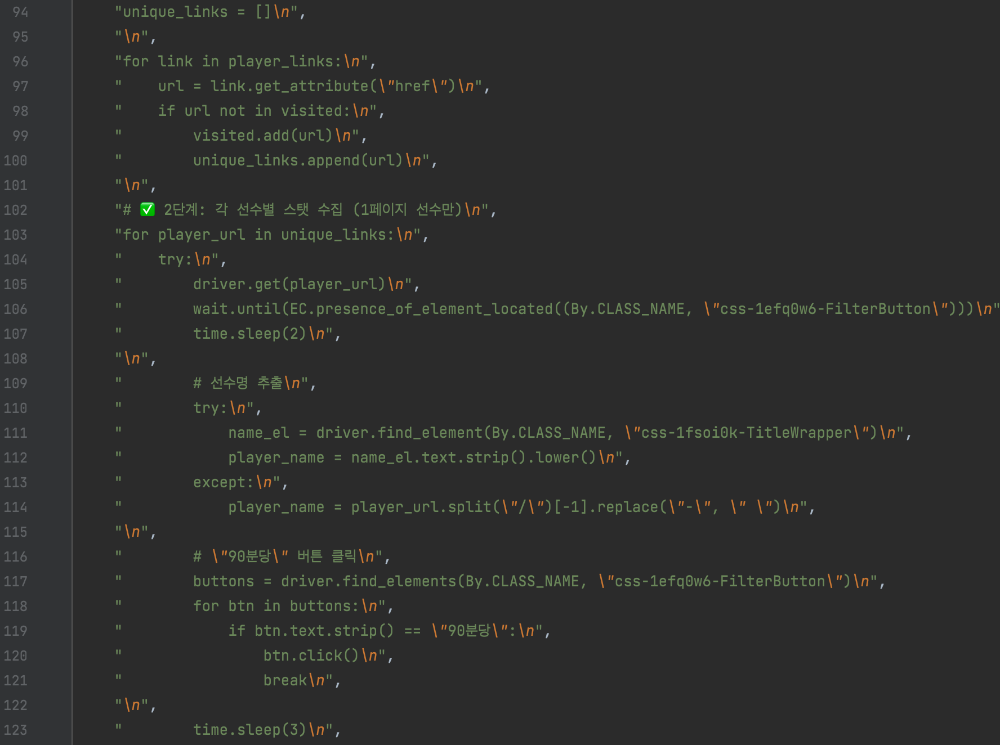 94 "unique_links = []\n",
95 "\n",
96 "for link in player_links:\n",
97 "    url = link.get_attribute(\"href\")\n",
98 "    if url not in visited:\n",
99 "        visited.add(url)\n",
100 "        unique_links.append(url)\n",
101 "\n",
102 "# ✅ 2단계: 각 선수별 스탯 수집 (1페이지 선수만)\n",
103 "for player_url in unique_links:\n",
104 "    try:\n",
105 "        driver.get(player_url)\n",
106 "        wait.until(EC.presence_of_element_located((By.CLASS_NAME, \"css-1efq0w6-FilterButton\")))\n"
107 "        time.sleep(2)\n",
108 "\n",
109 "        # 선수명 추출\n",
110 "        try:\n",
111 "            name_el = driver.find_element(By.CLASS_NAME, \"css-1fsoi0k-TitleWrapper\")\n",
112 "            player_name = name_el.text.strip().lower()\n",
113 "        except:\n",
114 "            player_name = player_url.split(\"/\")[-1].replace(\"-\", \" \")\n",
115 "\n",
116 "        # \"90분당\" 버튼 클릭\n",
117 "        buttons = driver.find_elements(By.CLASS_NAME, \"css-1efq0w6-FilterButton\")\n",
118 "        for btn in buttons:\n",
119 "            if btn.text.strip() == \"90분당\":\n",
120 "                btn.click()\n",
121 "                break\n",
122 "\n",
123 "        time.sleep(3)\n",